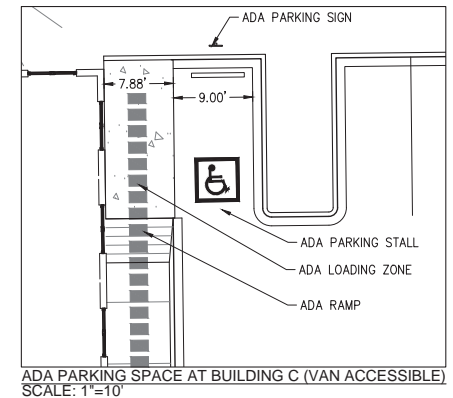 ADA PARKING SIGN
7.88'
9.00'
ADA PARKING STALL
ADA LOADING ZONE
ADA RAMP
ADA PARKING SPACE AT BUILDING C (VAN ACCESSIBLE)
SCALE: 1"=10'